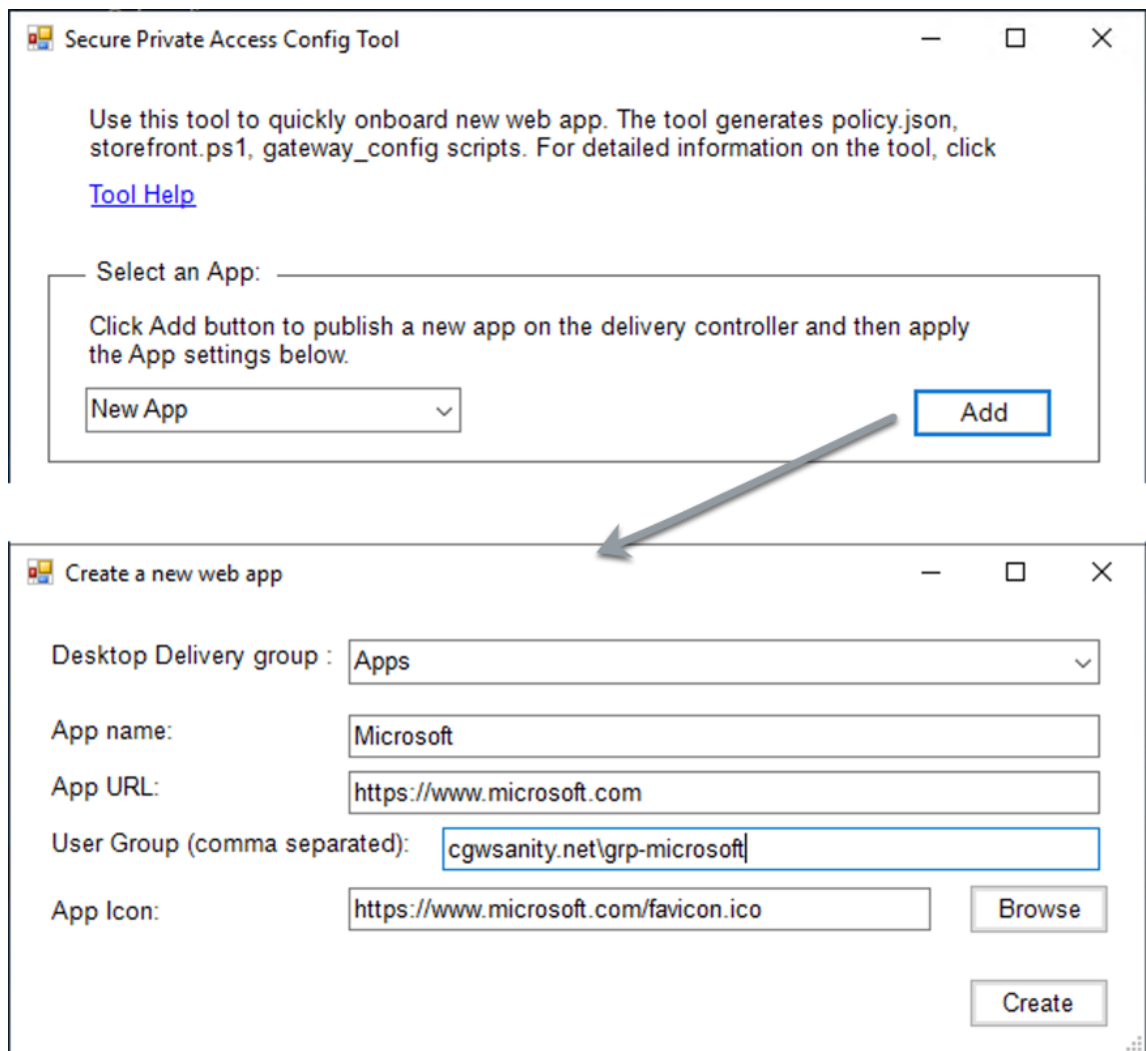 Secure Private Access Config Tool
Use this tool to quickly onboard new web app. The tool generates policy.json,
storefront.ps1, gateway_config scripts. For detailed information on the tool, click
Tool Help
Select an App:
Click Add button to publish a new app on the delivery controller and then apply
the App settings below.
New App
Add
Create a new web app
Desktop Delivery group : Apps
App name: Microsoft
App URL: https://www.microsoft.com
User Group (comma separated): cgwsanity.net\grp-microsoft
App Icon: https://www.microsoft.com/favicon.ico Browse
Create